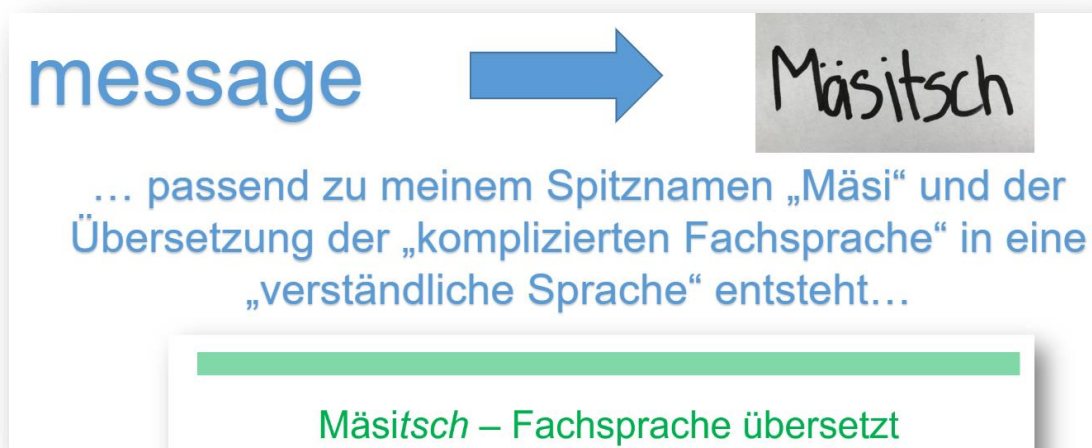 message
Mäsitsch
… passend zu meinem Spitznamen „Mäsi“ und der
Übersetzung der „komplizierten Fachsprache“ in eine
„verständliche Sprache“ entsteht…
Mäsitsch – Fachsprache übersetzt